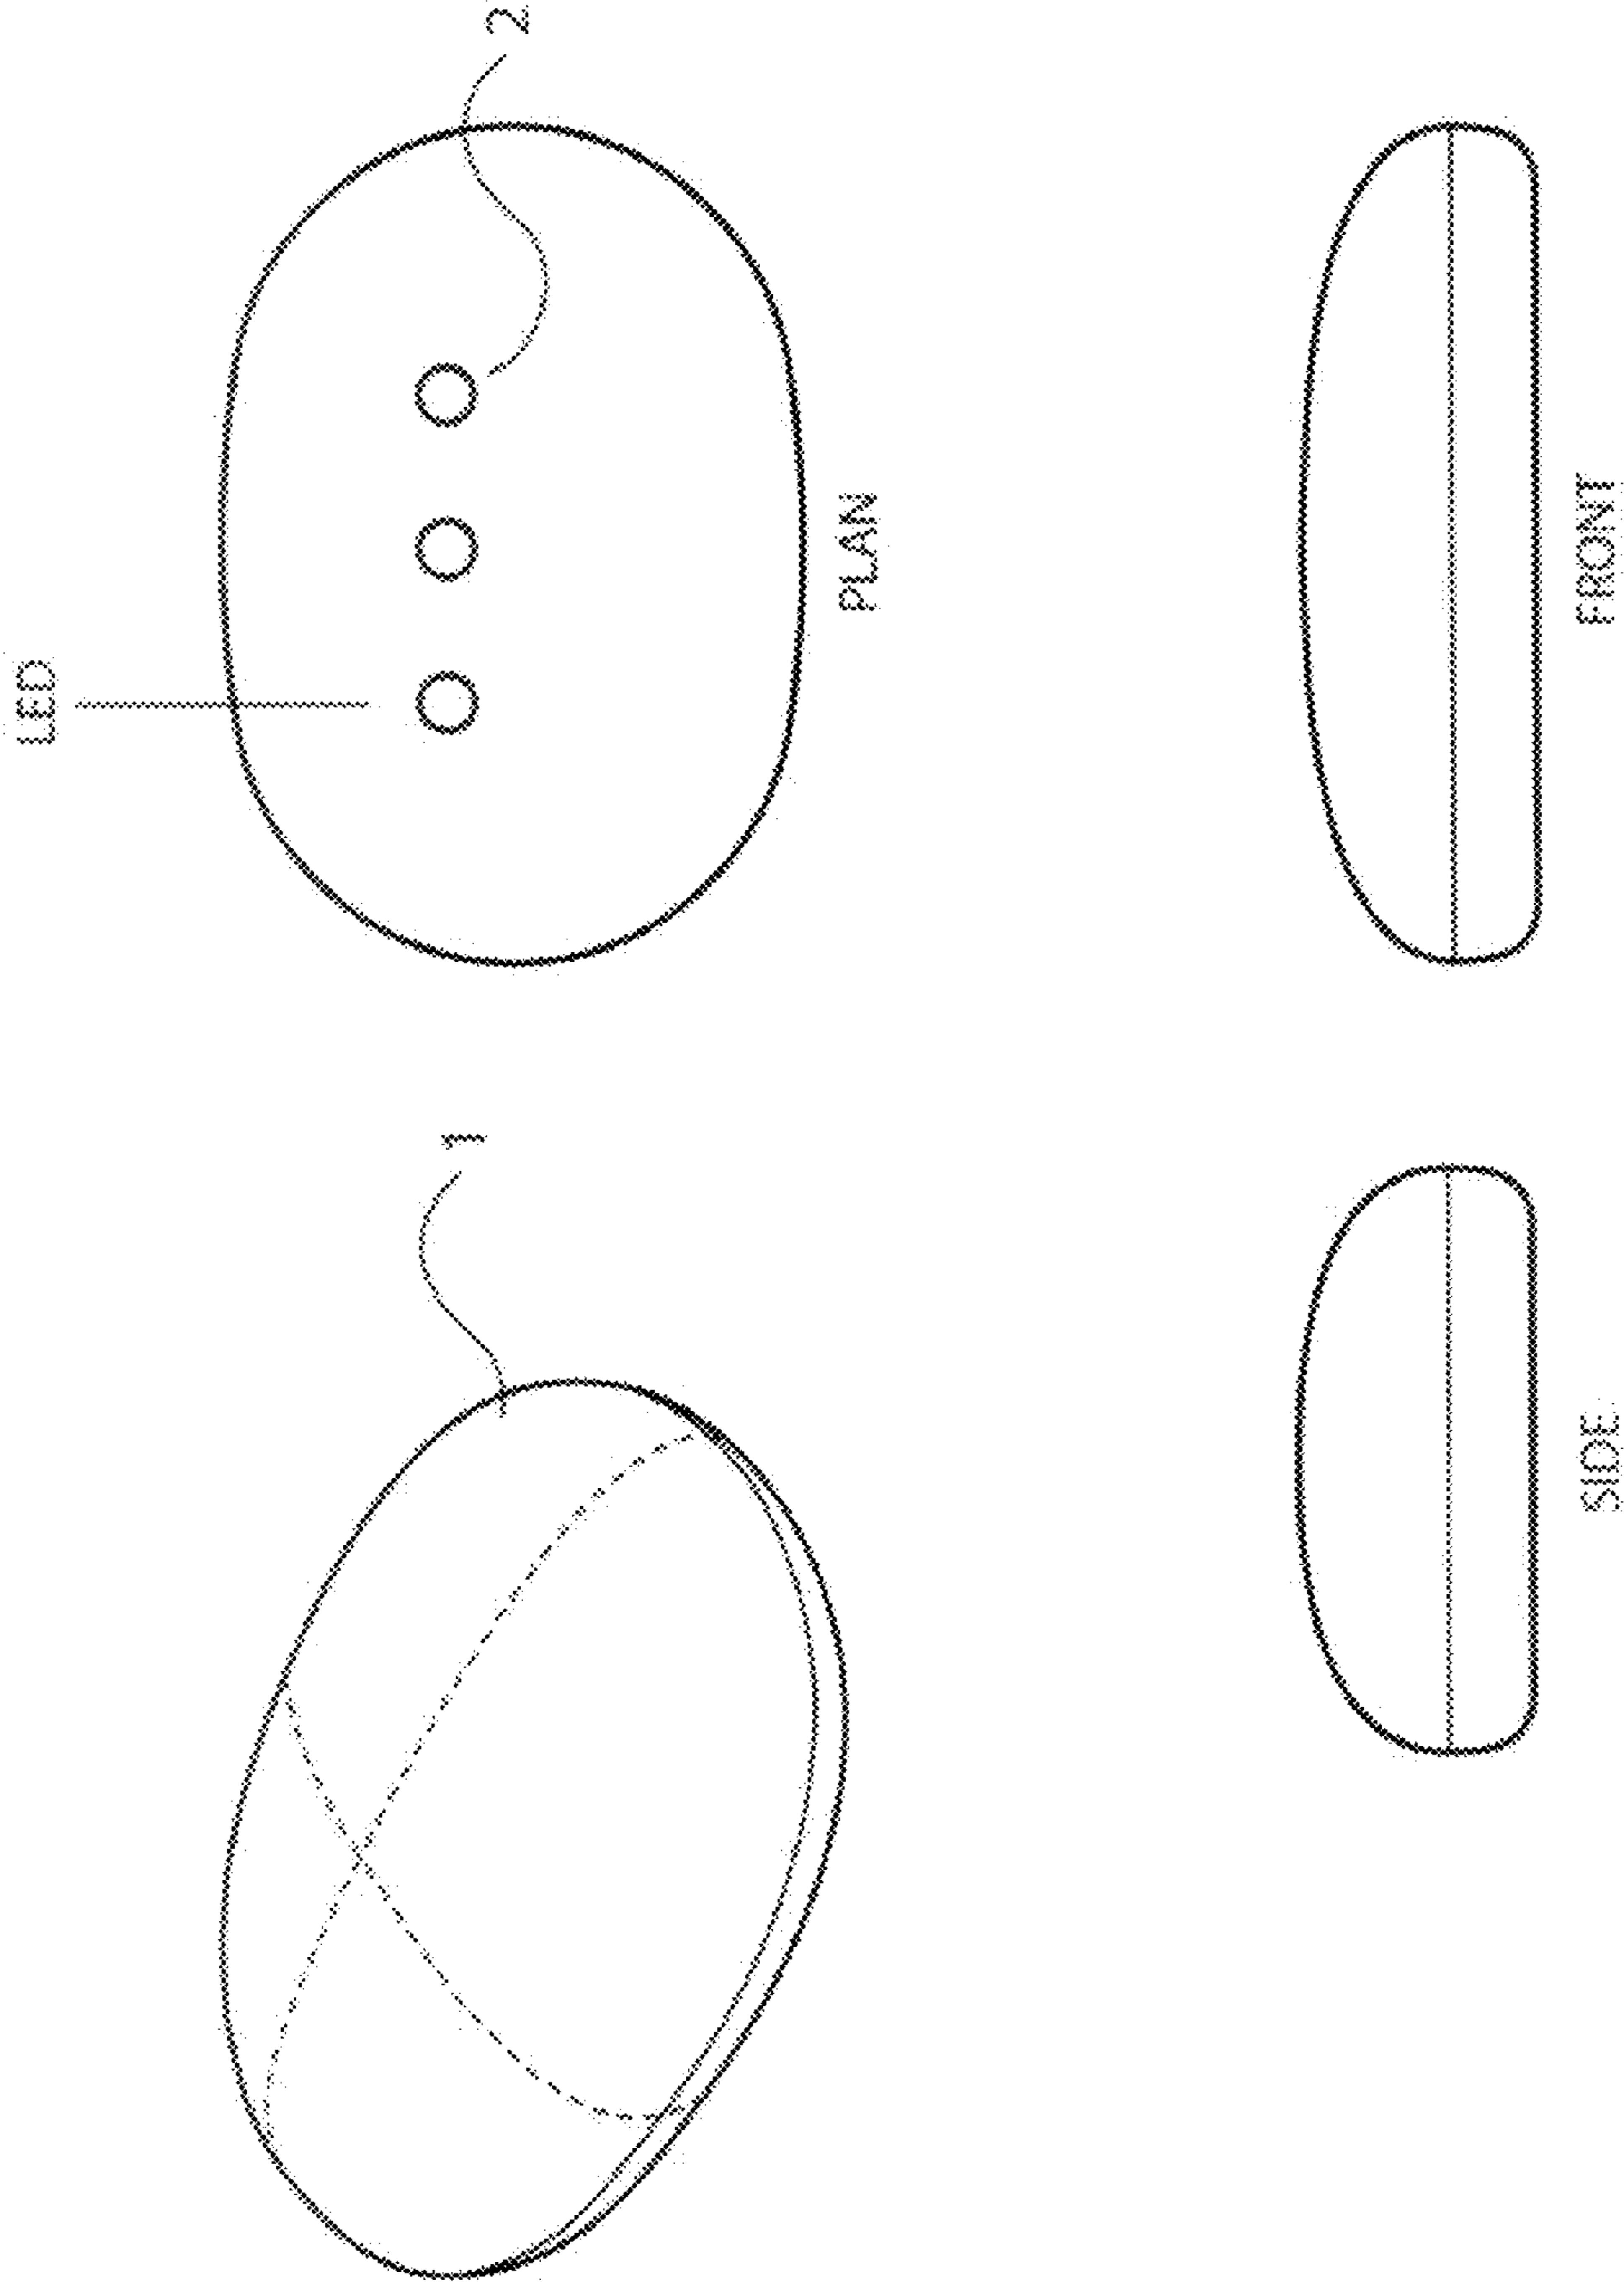 1
LED
2
PLAN
SIDE
FRONT